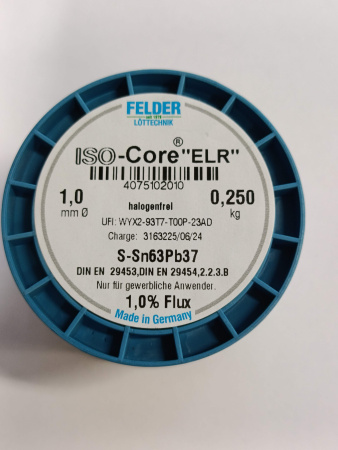 FELDER
seit 1979
LÖTTECHNIK
ISO-Core® "ELR"
4075102010
1,0 mm Ø
halogenfrei
0,250 kg
UFI: WYX2-93T7-T00P-23AD
Charge: 3163225/06/24
S-Sn63Pb37
DIN EN 29453,DIN EN 29454,2.2.3.B
Nur für gewerbliche Anwender.
1,0% Flux
Made in Germany